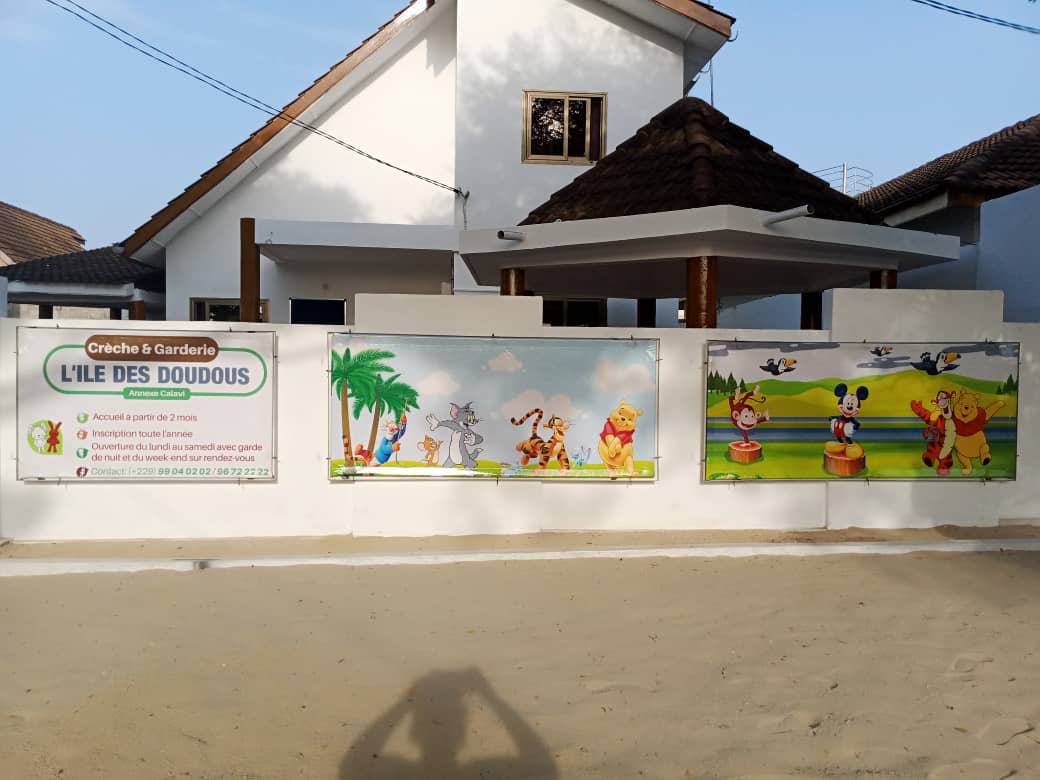 Crèche & Garderie
L'ILE DES DOUDOUS
Annexe Calavi
Accueil à partir de 2 mois
Inscription toute l'année
Ouverture du lundi au samedi avec garde
de nuit et du week-end sur rendez-vous
Contact: (+229) 99 04 02 02 / 96 72 22 22